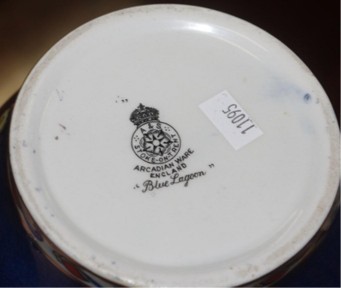 STOKE-ON-TRENT
ARCADIAN WARE
ENGLAND
"Blue Lagoon"
11095